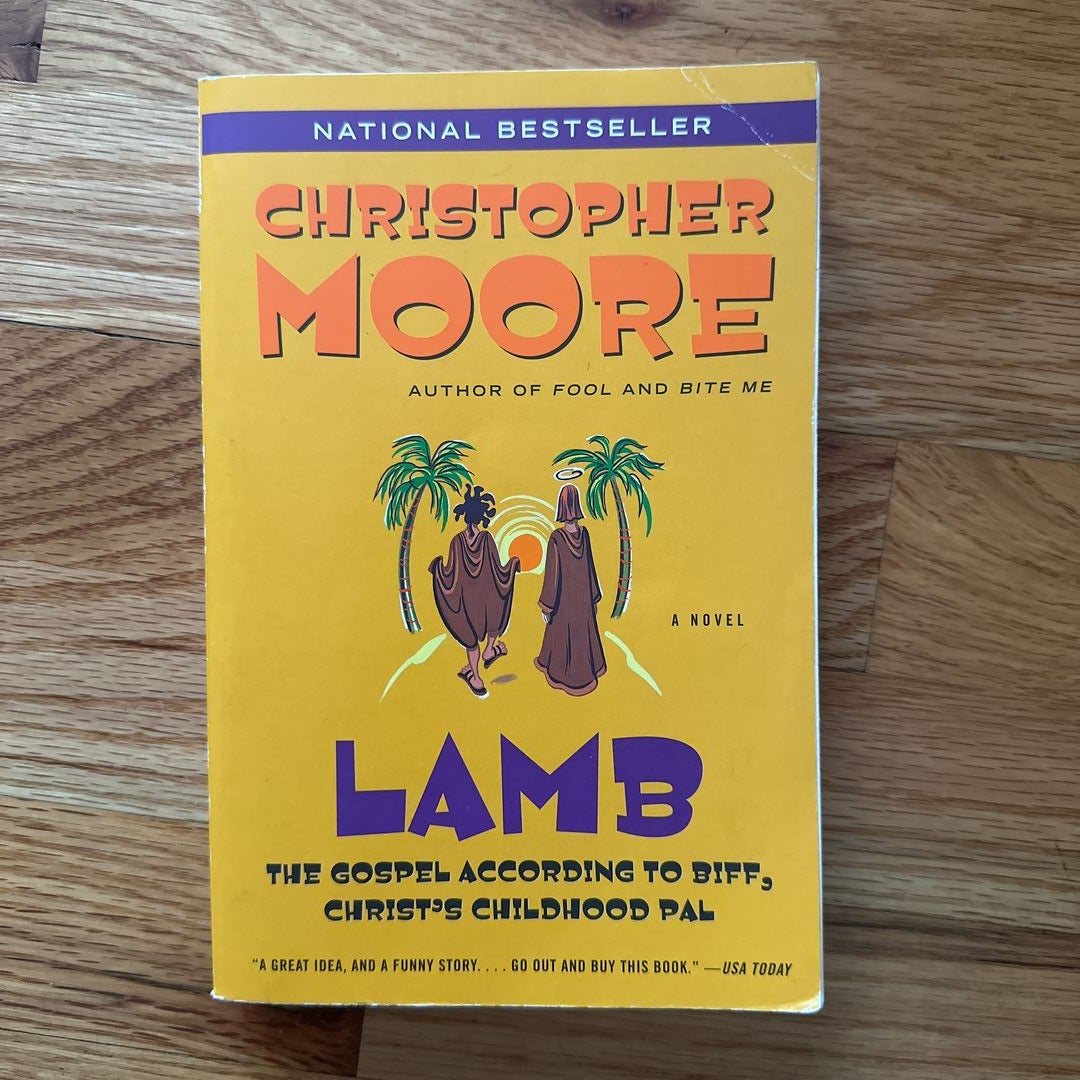 NATIONAL BESTSELLER
CHRISTOPHER
MOORE
AUTHOR OF FOOL AND BITE ME
A NOVEL
LAMB
THE GOSPEL ACCORDING TO BIFF,
CHRIST'S CHILDHOOD PAL
"A GREAT IDEA, AND A FUNNY STORY. . . . GO OUT AND BUY THIS BOOK." —USA TODAY